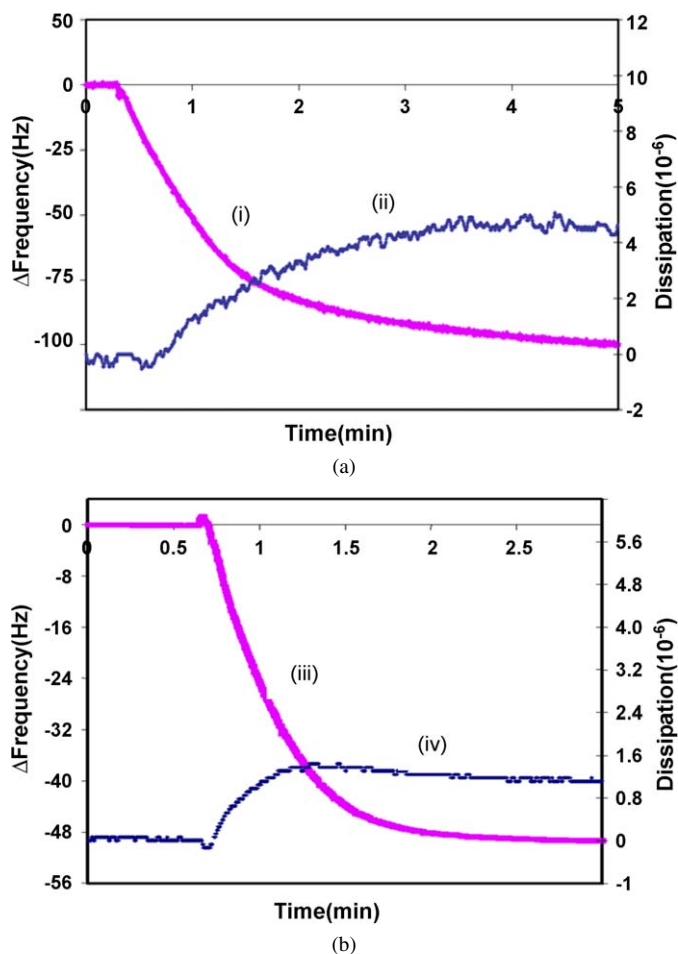 50
0
-25
-50
-75
-100
ΔFrequency(Hz)
0 1 2 3 4 5
12
10
8
6
4
2
0
-2
Dissipation(10⁻⁶)
(i)
(ii)
Time(min)
(a)
0
-8
-16
-24
-32
-40
-48
-56
ΔFrequency(Hz)
0 0.5 1 1.5 2 2.5
5.6
4.8
4.0
3.2
2.4
1.6
0.8
0
-1
Dissipation(10⁻⁶)
(iii)
(iv)
Time(min)
(b)